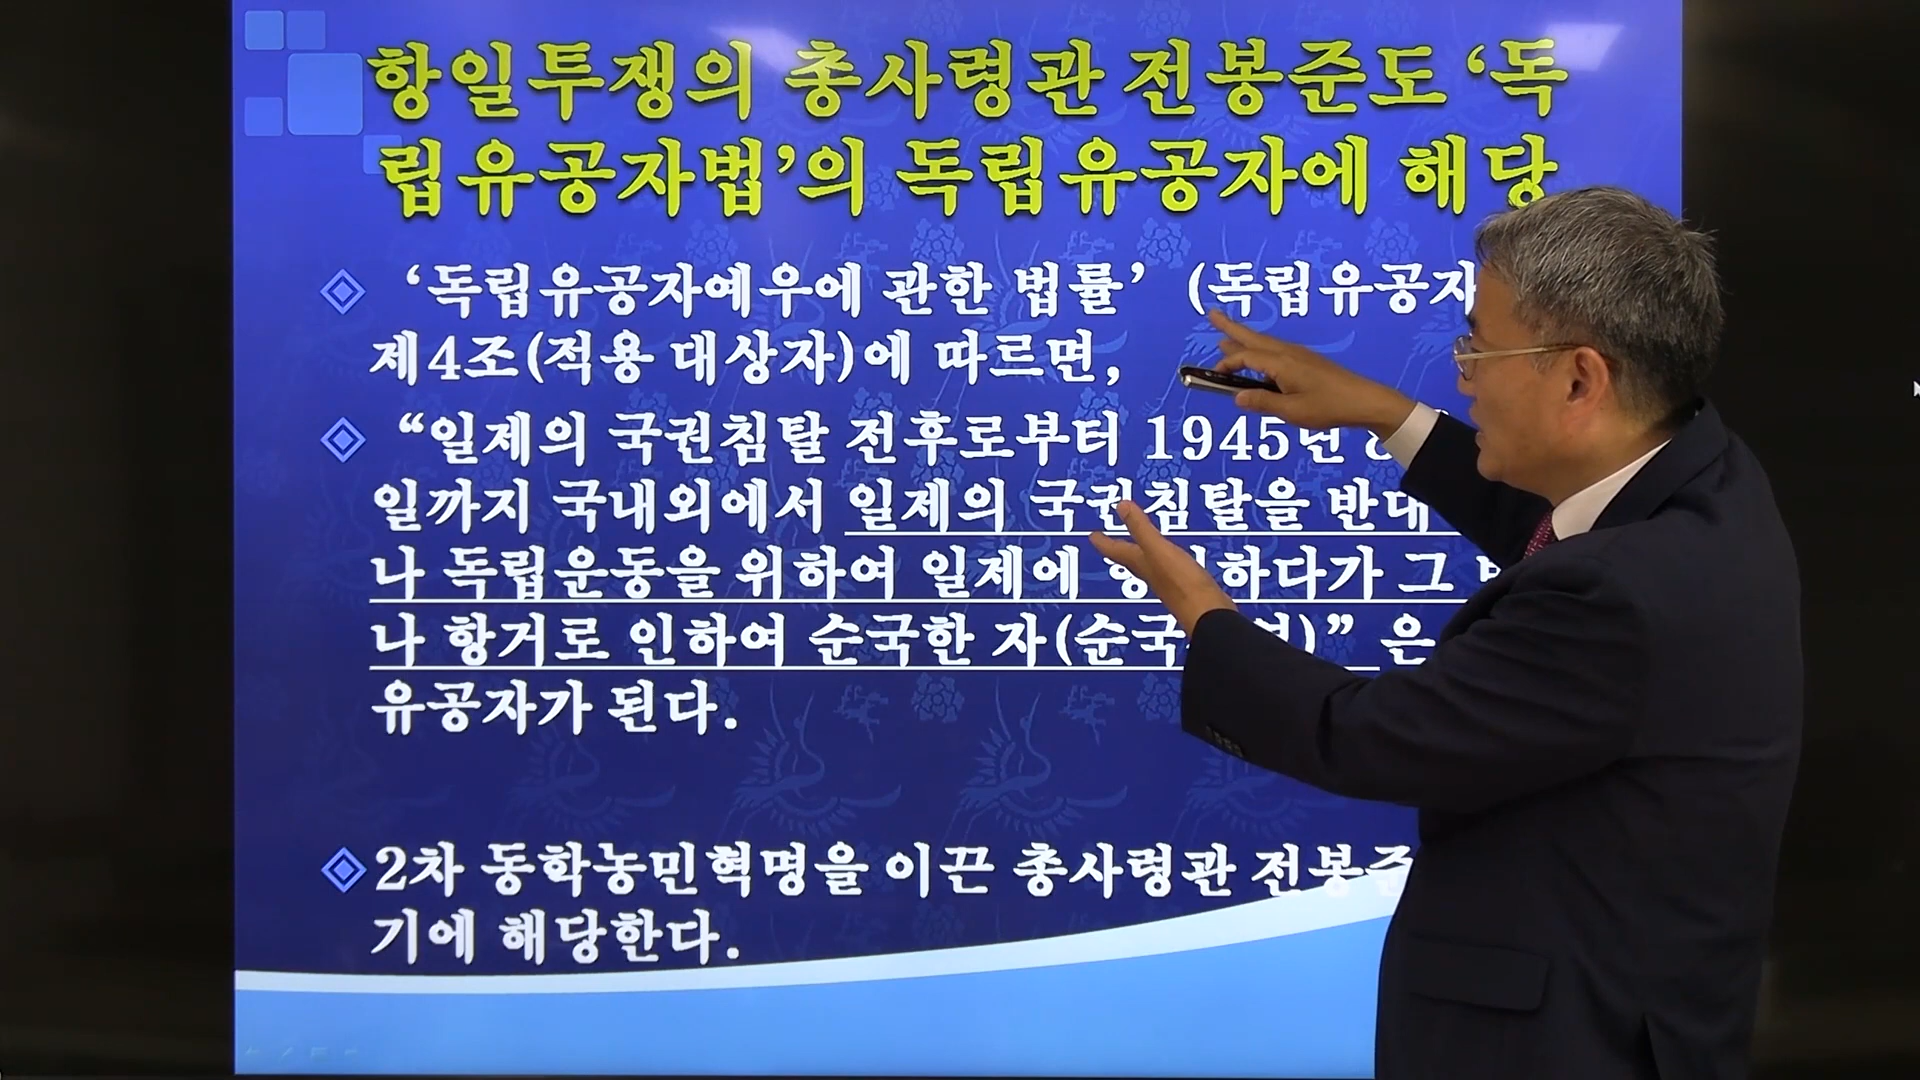 항일투쟁의 총사령관 전봉준도 ‘독
립유공자법’의 독립유공자에 해당
‘독립유공자예우에 관한 법률’ (독립유공자
제4조(적용 대상자)에 따르면,
“일제의 국권침탈 전후로부터 1945년
일까지 국내외에서 일제의 국권침탈을 반대
나 독립운동을 위하여 일제에 하다가 그
나 항거로 인하여 순국한 자(순국 )” 은
유공자가 된다.
2차 동학농민혁명을 이끈 총사령관 전봉준
기에 해당한다.